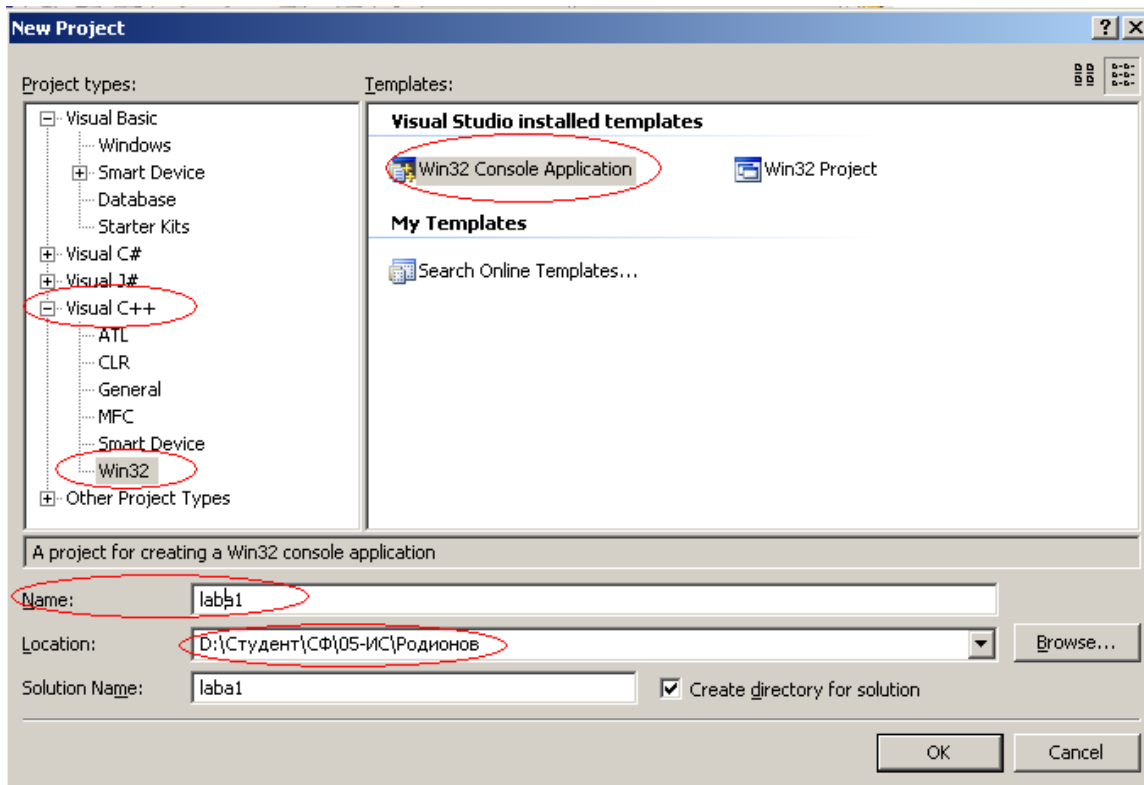 New Project
Project types:
Templates:
Visual Basic
Windows
Smart Device
Database
Starter Kits
Visual C#
Visual J#
Visual C++
ATL
CLR
General
MFC
Smart Device
Win32
Other Project Types
Visual Studio installed templates
Win32 Console Application
Win32 Project
My Templates
Search Online Templates...
A project for creating a Win32 console application
Name:
laba1
Location:
D:\Студент\СФ\05-ИС\Родионов
Browse...
Solution Name:
laba1
Create directory for solution
OK
Cancel